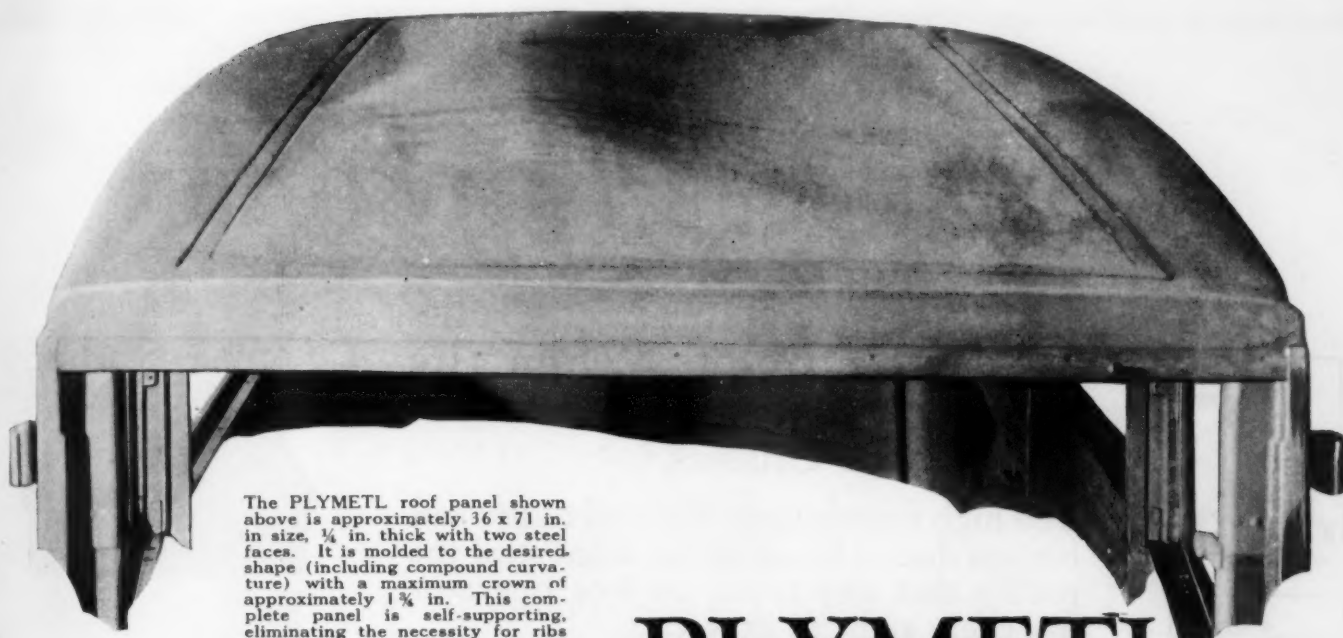 The PLYMETL roof panel shown
above is approximately 36 x 71 in.
in size, ¼ in. thick with two steel
faces. It is molded to the desired
shape (including compound curva-
ture) with a maximum crown of
approximately 1¾ in. This com-
plete panel is self-supporting,
eliminating the necessity for ribs
PLYMETL